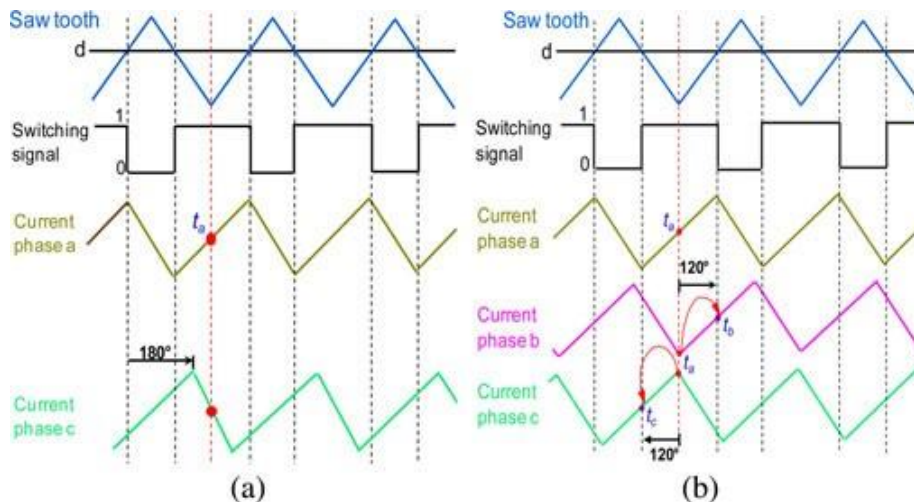 Saw tooth
d
1
Switching
signal
0
Current
phase a
ta
180°
Current
phase c
(a)
Saw tooth
d
1
Switching
signal
0
Current
phase a
ta
120°
Current
phase b
tb
ta
Current
phase c
tc
120°
(b)